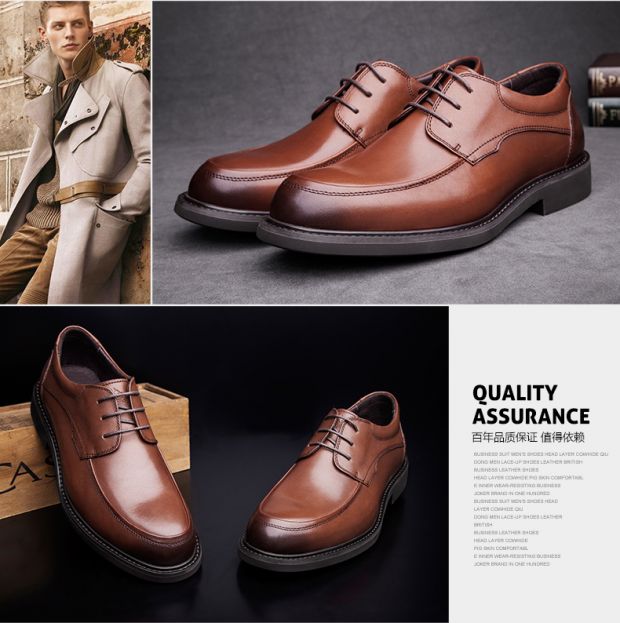 PA
CAS
QUALITY
ASSURANCE
百年品质保证 值得依赖
BUSINESS SUIT MEN'S SHOES HEAD LAYER COWHIDE QIU
DONG MEN LACE-UP SHOES LEATHER BRITISH
BUSINESS LEATHER SHOES
HEAD LAYER COWHIDE PIG SKIN COMFORTABL
E INNER WEAR-RESISTING BUSINESS
JOKER BRAND IN ONE HUNDRED
BUSINESS SUIT MEN'S SHOES HEAD
LAYER COWHIDE QIU
DONG MEN LACE-UP SHOES LEATHER
BRITISH
BUSINESS LEATHER SHOES
HEAD LAYER COWHIDE
PIG SKIN COMFORTABL
E INNER WEAR-RESISTING BUSINESS
JOKER BRAND IN ONE HUNDRED